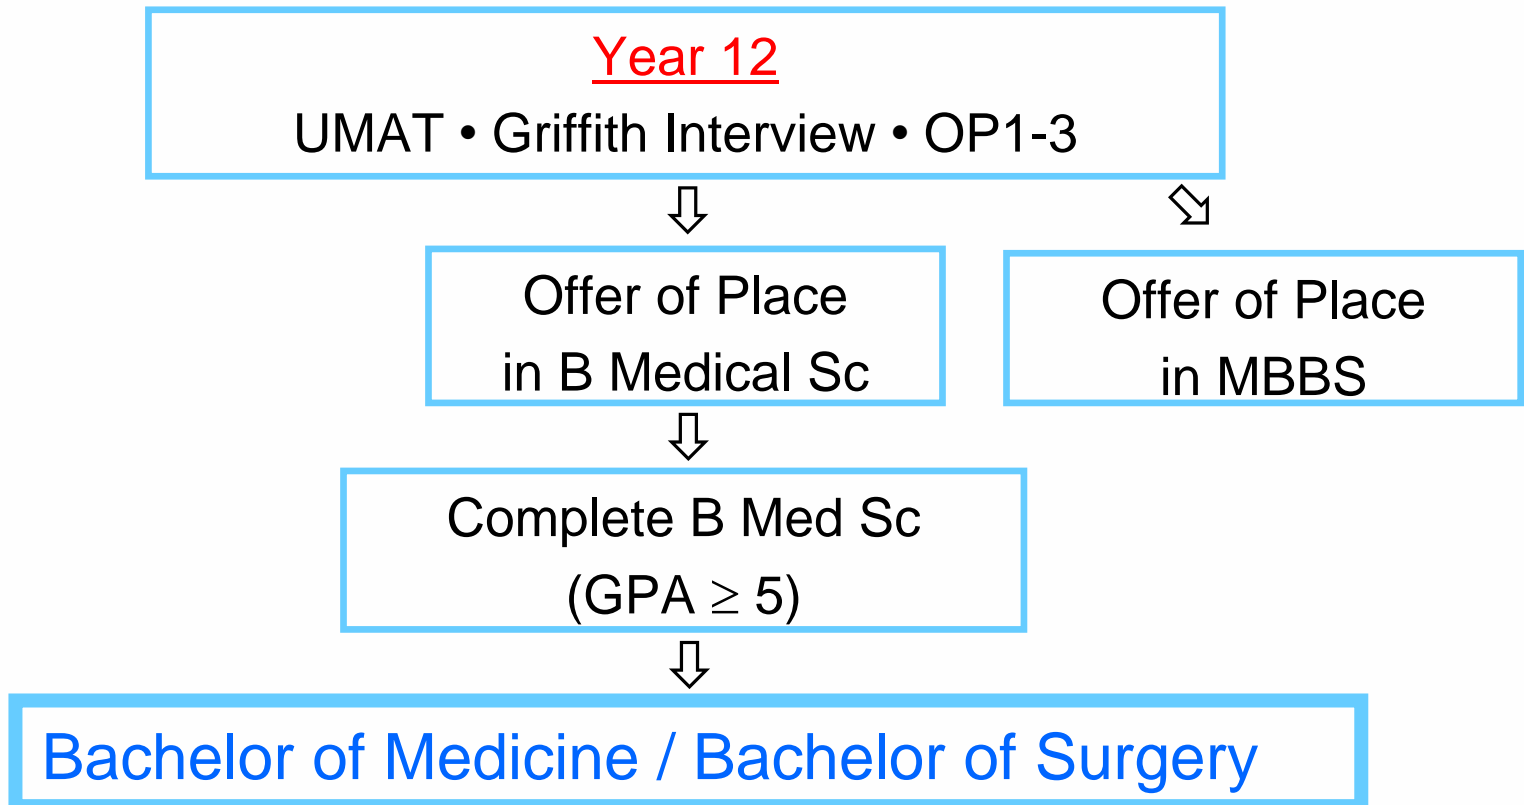 Year 12
UMAT • Griffith Interview • OP1-3
Offer of Place
in B Medical Sc
Offer of Place
in MBBS
Complete B Med Sc
(GPA ≥ 5)
Bachelor of Medicine / Bachelor of Surgery